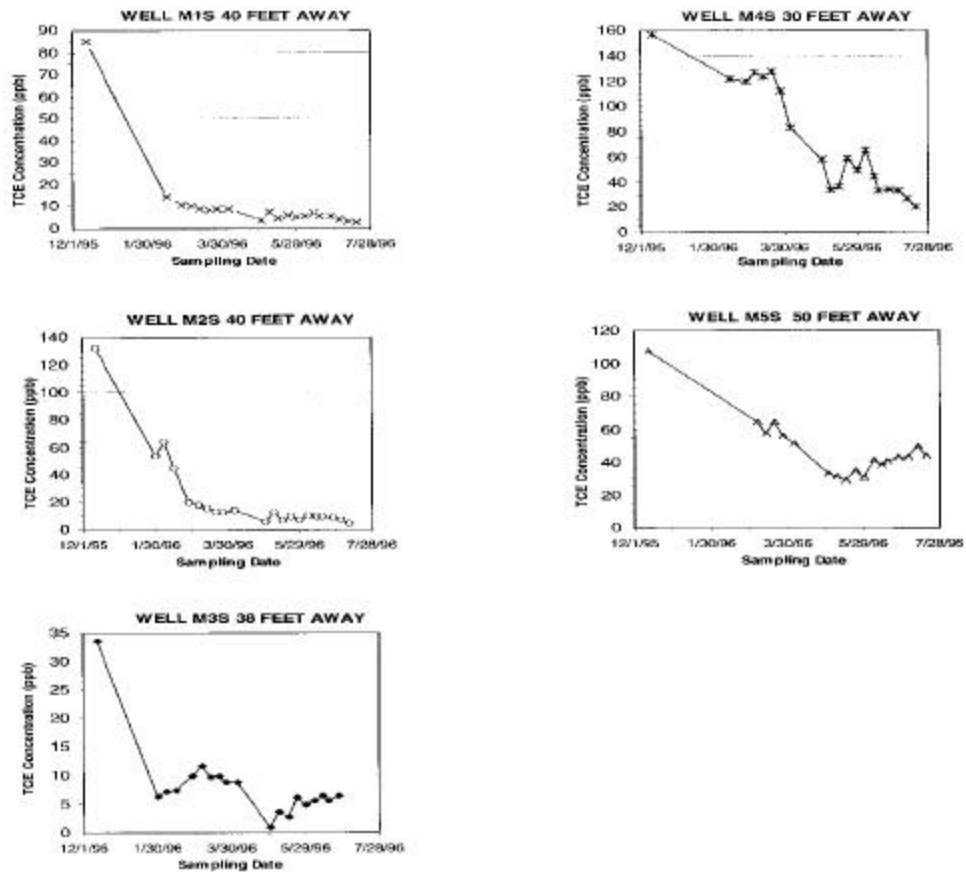 WELL M1S 40 FEET AWAY
TCE Concentration (ppb)
90
80
70
60
50
40
30
20
10
0
12/1/95 1/30/96 3/30/96 5/28/96 7/28/96
Sampling Date
WELL M4S 30 FEET AWAY
TCE Concentration (ppb)
160
140
120
100
80
60
40
20
0
12/1/95 1/30/96 3/30/96 5/29/96 7/28/96
Sampling Date
WELL M2S 40 FEET AWAY
TCE Concentration (ppb)
140
120
100
80
60
40
20
0
12/1/95 1/30/96 3/30/96 5/29/96 7/28/96
Sampling Date
WELL M5S 50 FEET AWAY
TCE Concentration (ppb)
120
100
80
60
40
20
0
12/1/95 1/30/96 3/30/96 5/29/96 7/28/96
Sampling Date
WELL M3S 38 FEET AWAY
TCE Concentration (ppb)
35
30
25
20
15
10
5
0
12/1/95 1/30/96 3/30/96 5/29/96 7/28/96
Sampling Date